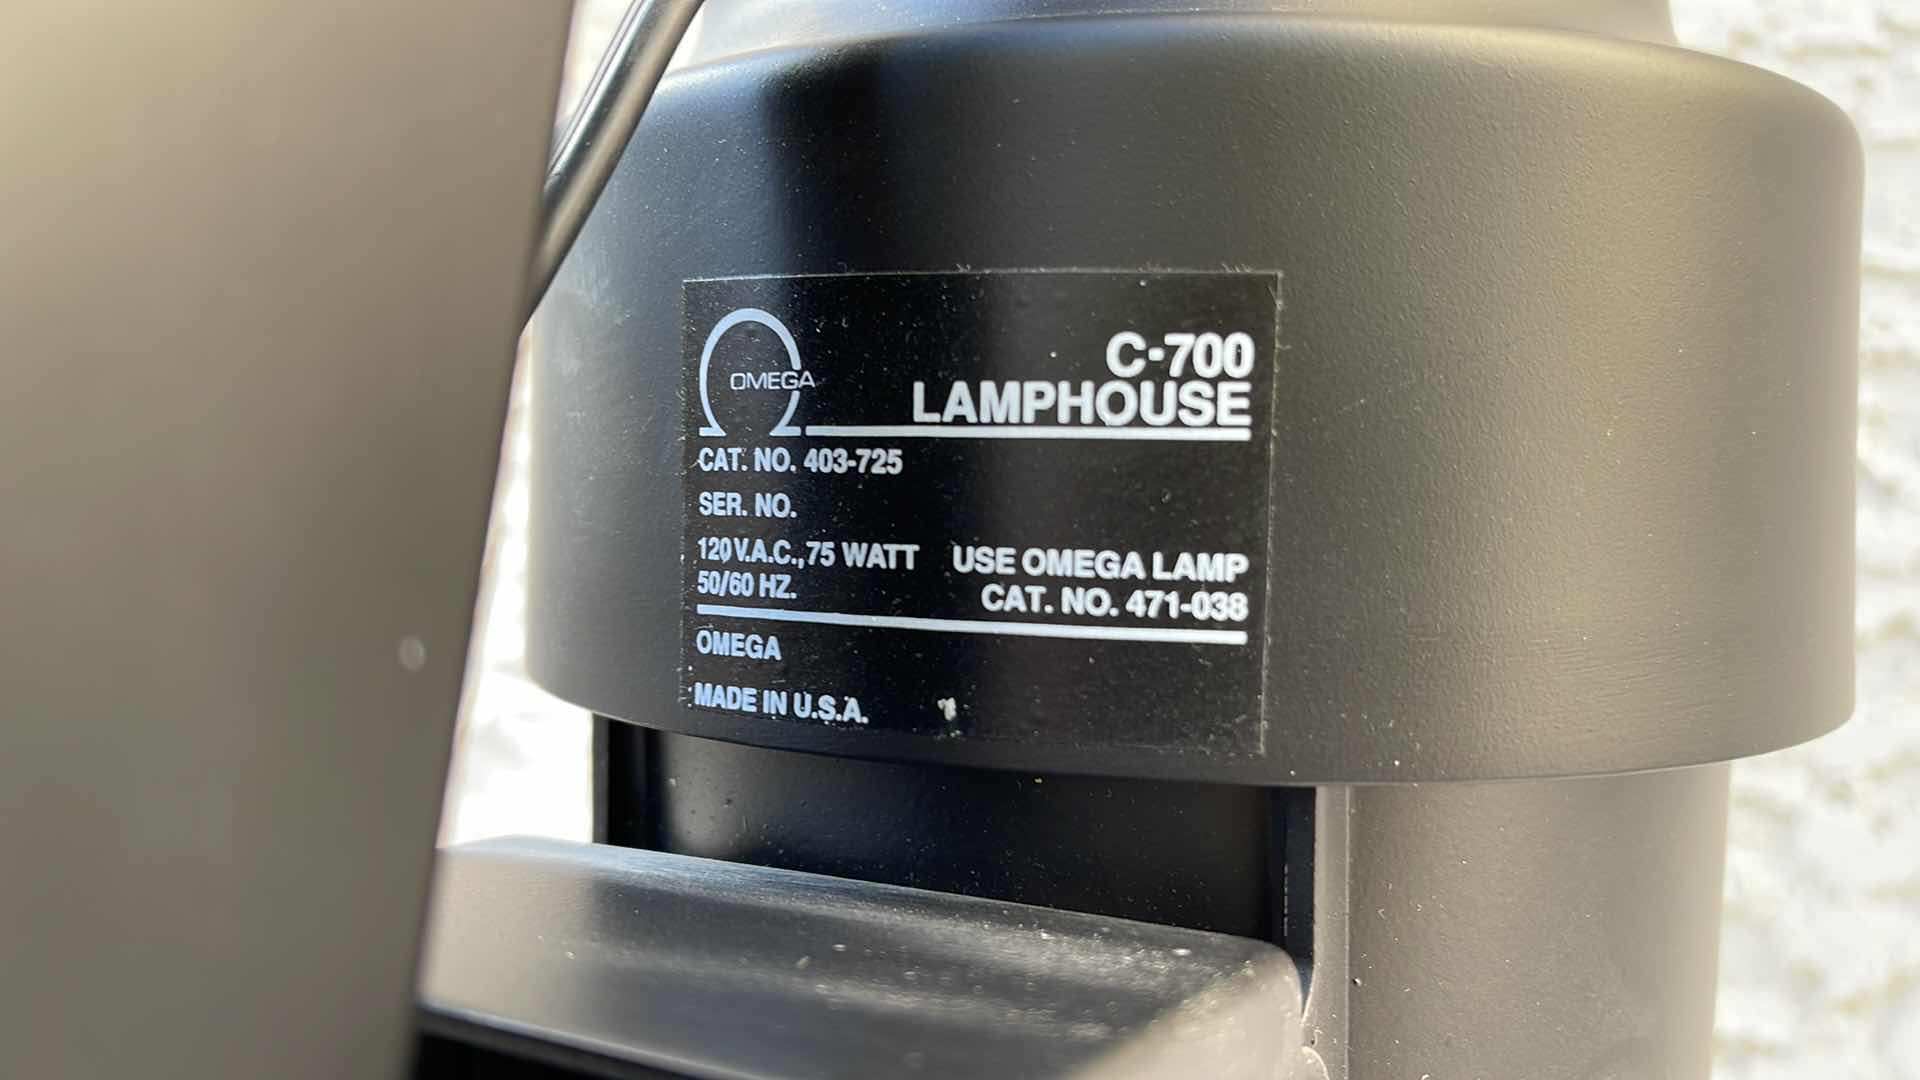 OMEGA
C-700
LAMPHOUSE
CAT. NO. 403-725
SER. NO.
120 V.A.C., 75 WATT
50/60 HZ.
USE OMEGA LAMP
CAT. NO. 471-038
OMEGA
MADE IN U.S.A.